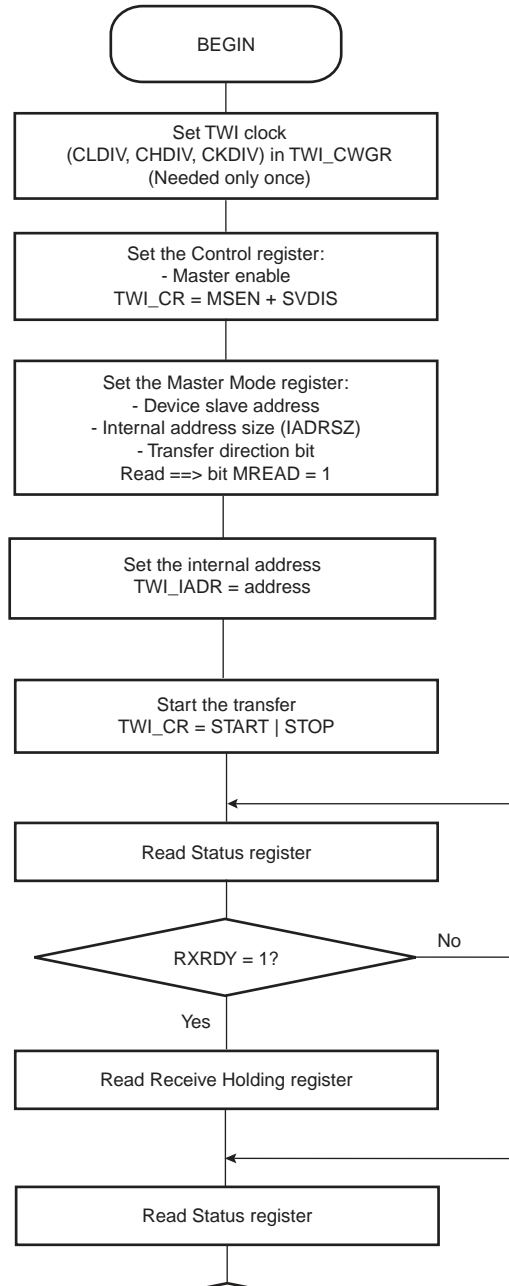 BEGIN
Set TWI clock
(CLDIV, CHDIV, CKDIV) in TWI_CWGR
(Needed only once)
Set the Control register:
- Master enable
TWI_CR = MSEN + SVDIS
Set the Master Mode register:
- Device slave address
- Internal address size (IADRSZ)
- Transfer direction bit
Read ==> bit MREAD = 1
Set the internal address
TWI_IADR = address
Start the transfer
TWI_CR = START | STOP
Read Status register
RXRDY = 1?
No
Yes
Read Receive Holding register
Read Status register